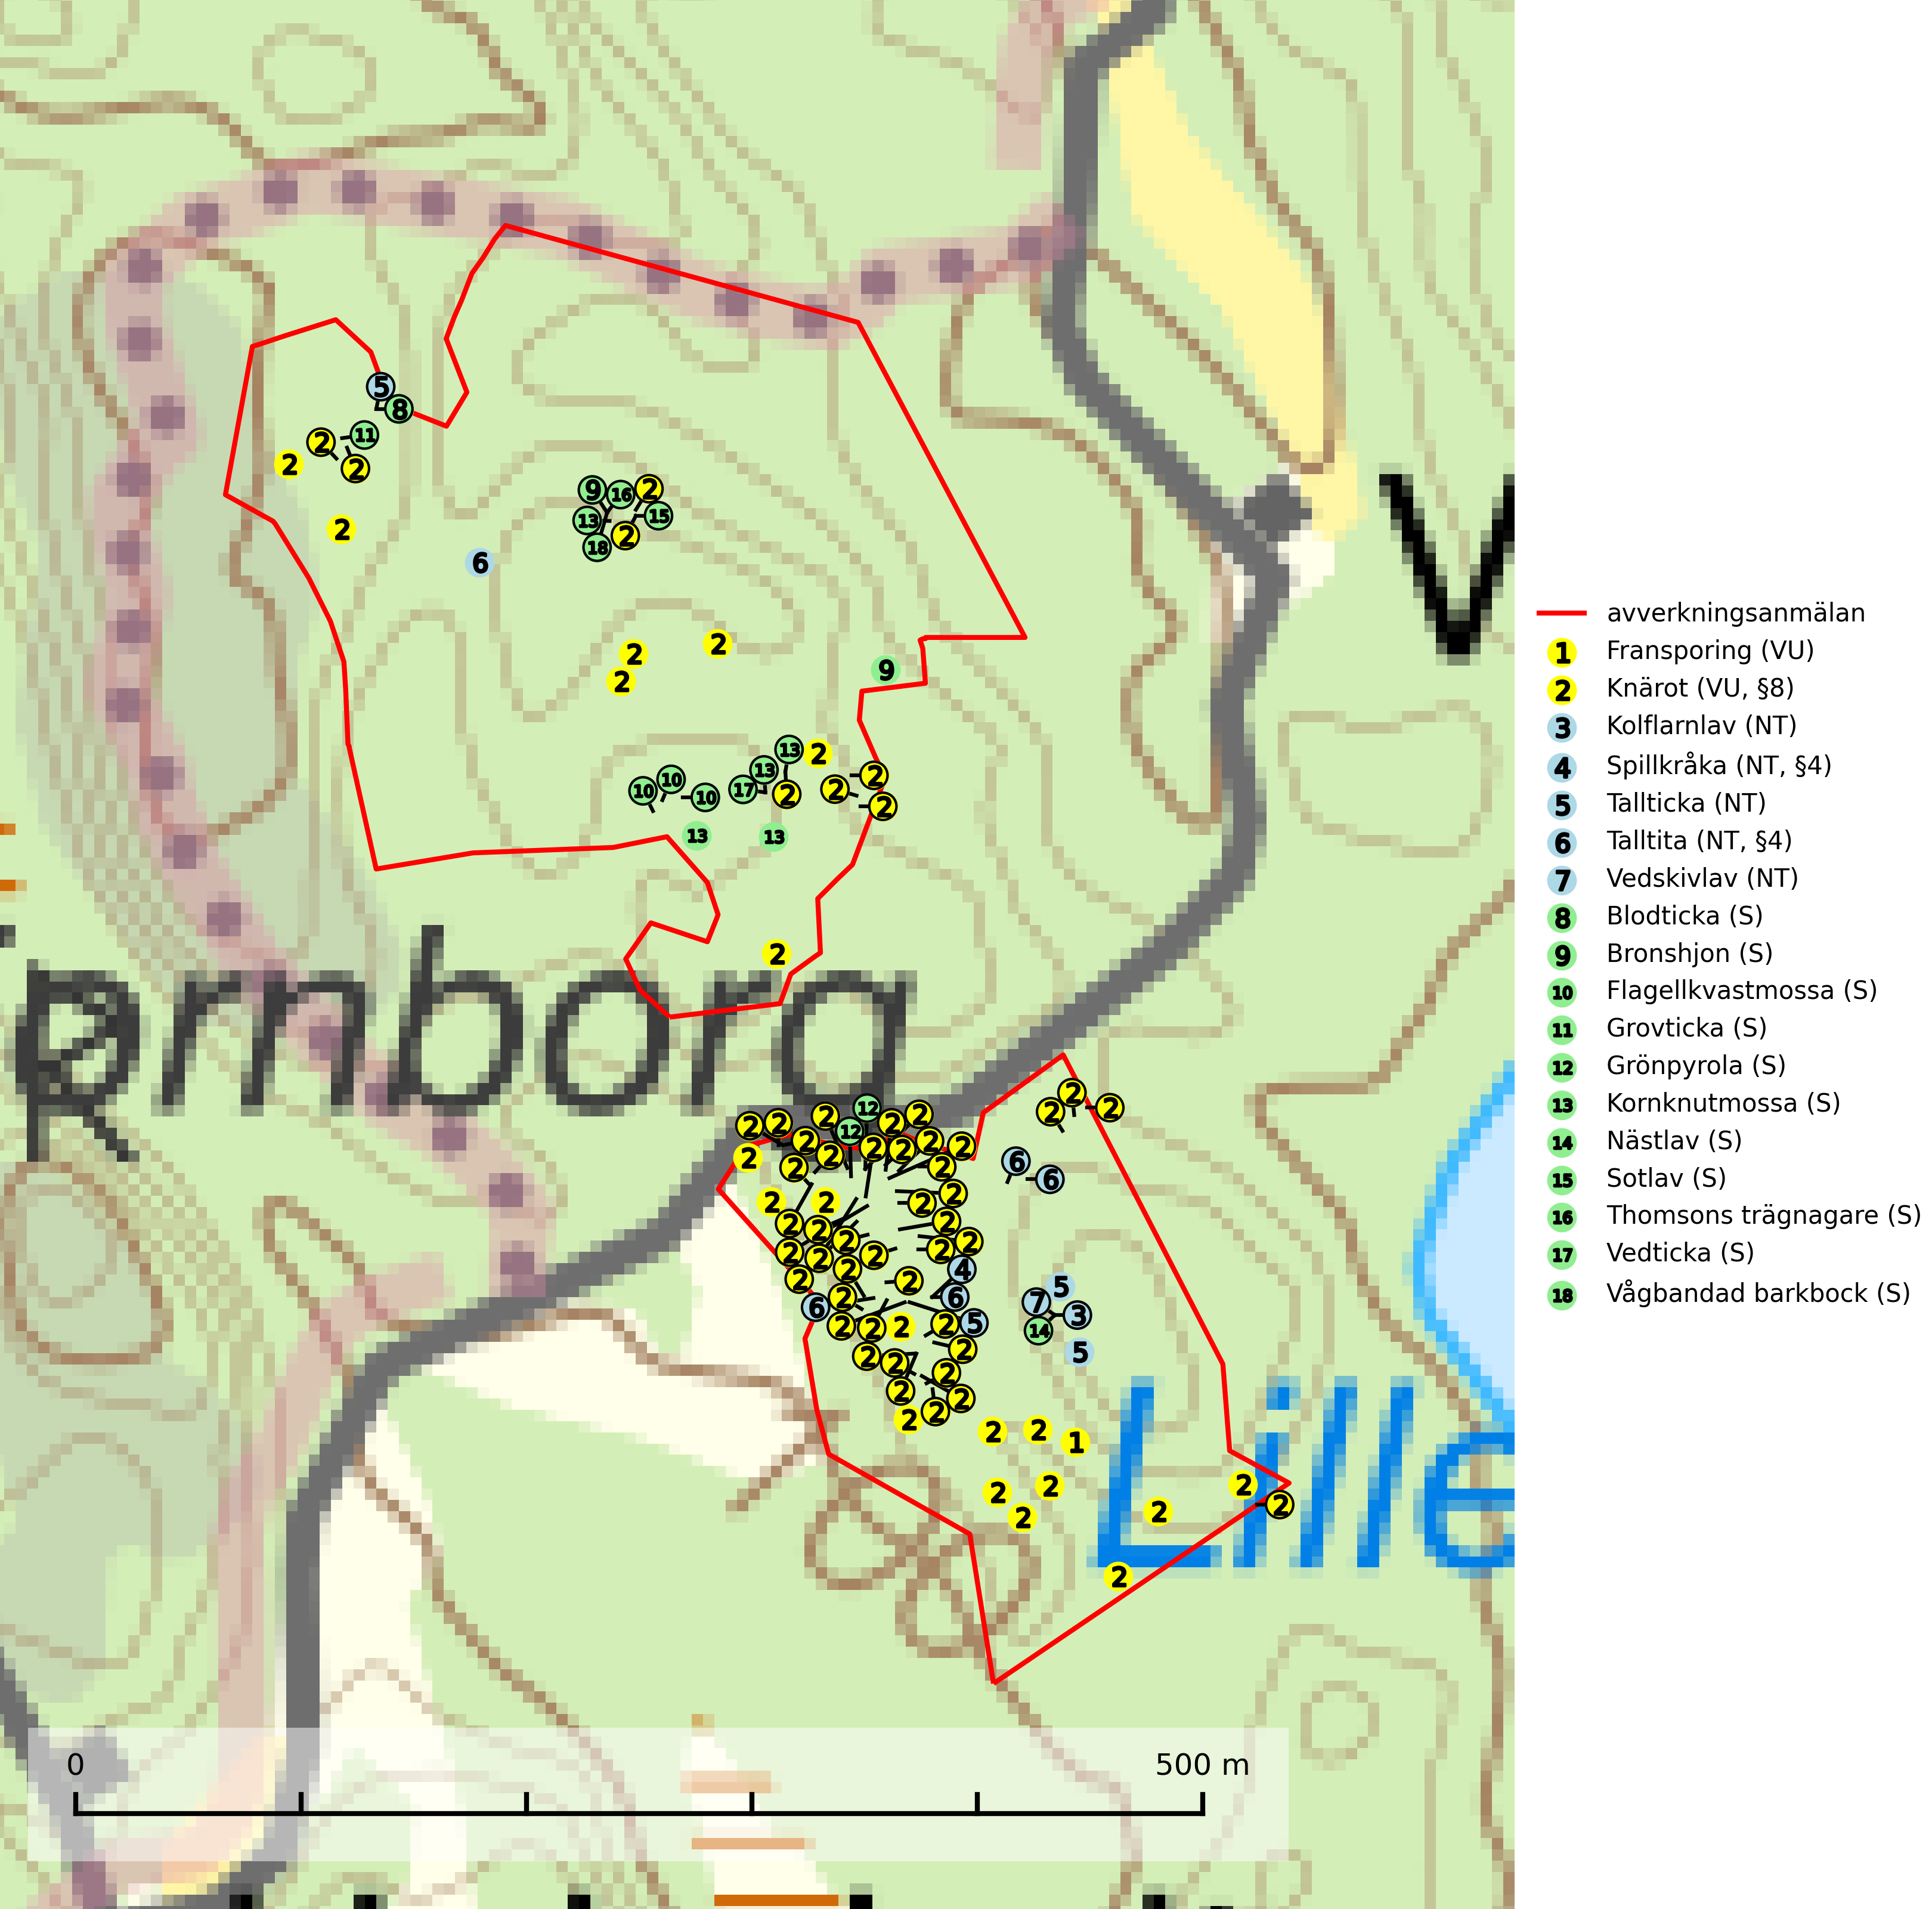 V
ernborg
Lille
0 500 m
avverkningsanmälan
1 Fransporing (VU)
2 Knärot (VU, §8)
3 Kolflarnlav (NT)
4 Spillkråka (NT, §4)
5 Tallticka (NT)
6 Talltita (NT, §4)
7 Vedskivlav (NT)
8 Blodticka (S)
9 Bronshjon (S)
10 Flagellkvastmossa (S)
11 Grovticka (S)
12 Grönpyrola (S)
13 Kornknutmossa (S)
14 Nästlav (S)
15 Sotlav (S)
16 Thomsons trägnagare (S)
17 Vedticka (S)
18 Vågbandad barkbock (S)